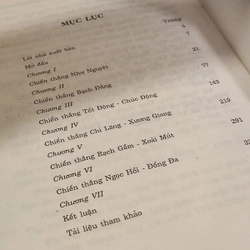 MỤC LỤC
Trang
Lời nhà xuất bản 5
Mở đầu 7
Chương I
Chiến thắng Như Nguyệt 21
Chương II
Chiến thắng Bạch Đằng 77
Chương III
Chiến thắng Tốt Động - Chúc Động 143
Chương IV
Chiến thắng Chi Lăng - Xương Giang 219
Chương V
Chiến thắng Rạch Gầm - Xoài Mút
Chương VI
Chiến thắng Ngọc Hồi - Đống Đa
Chương VII
Kết luận
Tài liệu tham khảo